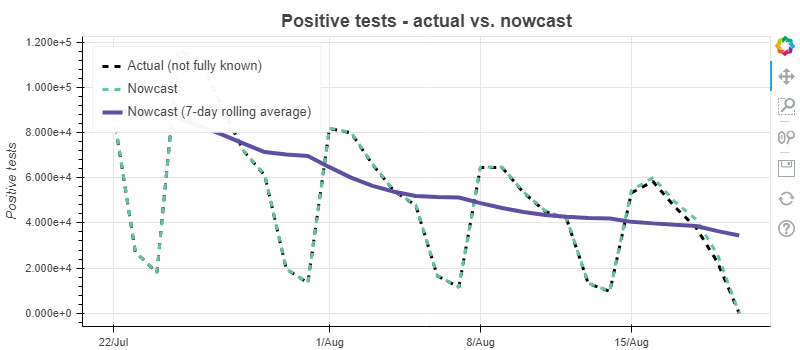 Positive tests - actual vs. nowcast
1.200e+5
1.000e+5
8.000e+4
6.000e+4
4.000e+4
2.000e+4
0.000e+0
Positive tests
Actual (not fully known)
Nowcast
Nowcast (7-day rolling average)
22/Jul
1/Aug
8/Aug
15/Aug